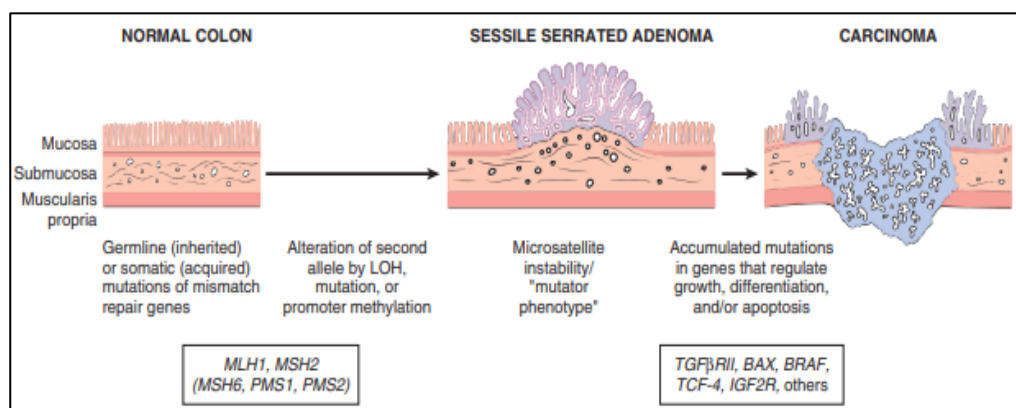 NORMAL COLON
SESSILE SERRATED ADENOMA
CARCINOMA
Mucosa
Submucosa
Muscularis
propria
Germline (inherited)
or somatic (acquired)
mutations of mismatch
repair genes
Alteration of second
allele by LOH,
mutation, or
promoter methylation
Microsatellite
instability/
"mutator
phenotype"
Accumulated mutations
in genes that regulate
growth, differentiation,
and/or apoptosis
MLH1, MSH2
(MSH6, PMS1, PMS2)
TGFβRII, BAX, BRAF,
TCF-4, IGF2R, others